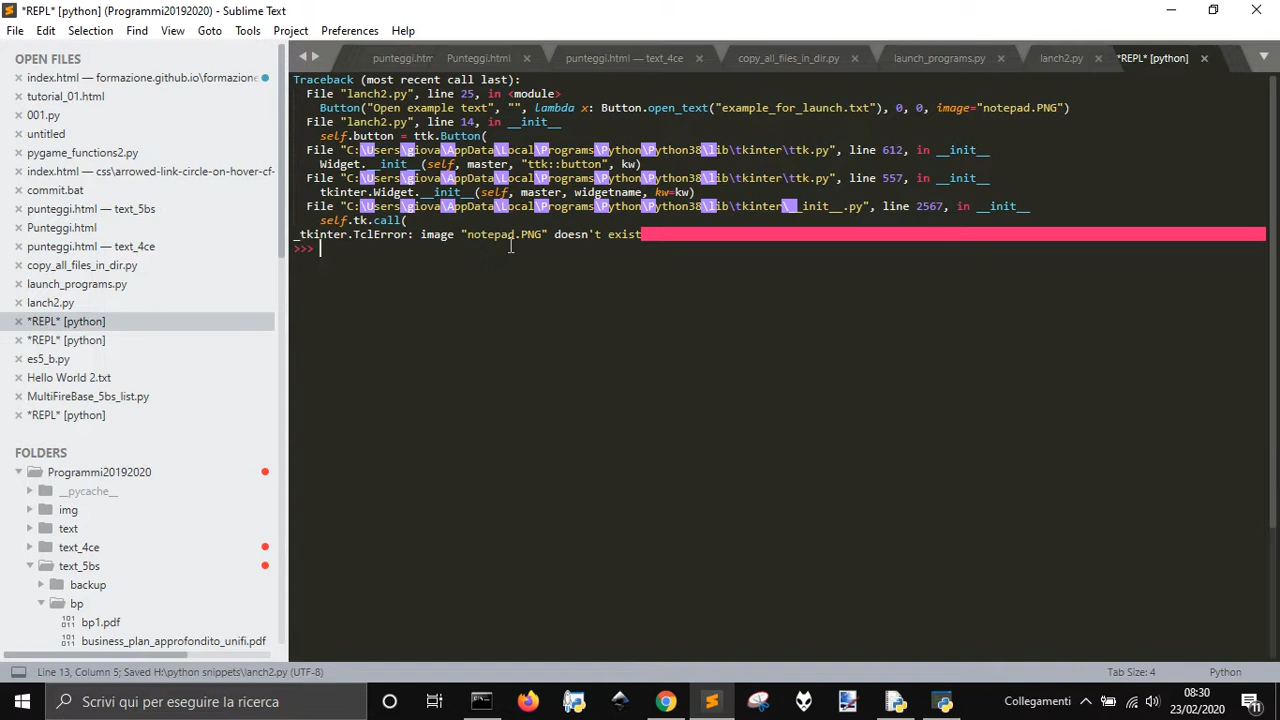 *REPL* [python] (Programmi20192020) - Sublime Text
File Edit Selection Find View Goto Tools Project Preferences Help
OPEN FILES
index.html — formazione.github.io\formazione
tutorial_01.html
001.py
untitled
pygame_functions2.py
index.html — css\arrowed-link-circle-on-hover-cf-
commit.bat
punteggi.html — text_5bs
Punteggi.html
punteggi.html — text_4ce
copy_all_files_in_dir.py
launch_programs.py
lanch2.py
*REPL* [python]
*REPL* [python]
es5_b.py
Hello World 2.txt
MultiFireBase_5bs_list.py
*REPL* [python]
FOLDERS
Programmi20192020
__pycache__
img
text
text_4ce
text_5bs
backup
bp
bp1.pdf
business_plan_approfondito_unifi.pdf
punteggi.htm Punteggi.html punteggi.html — text_4ce copy_all_files_in_dir.py launch_programs.py lanch2.py *REPL* [python]
Traceback (most recent call last):
File "lanch2.py", line 25, in <module>
Button("Open example text", "", lambda x: Button.open_text("example_for_launch.txt"), 0, 0, image="notepad.PNG")
File "lanch2.py", line 14, in __init__
self.button = ttk.Button(
File "C:\Users\giova\AppData\Local\Programs\Python\Python38\lib\tkinter\ttk.py", line 612, in __init__
Widget.__init__(self, master, "ttk::button", kw)
File "C:\Users\giova\AppData\Local\Programs\Python\Python38\lib\tkinter\ttk.py", line 557, in __init__
tkinter.Widget.__init__(self, master, widgetname, kw=kw)
File "C:\Users\giova\AppData\Local\Programs\Python\Python38\lib\tkinter\__init__.py", line 2567, in __init__
self.tk.call(
_tkinter.TclError: image "notepad.PNG" doesn't exist
>>>
Line 13, Column 5; Saved H:\python snippets\lanch2.py (UTF-8) Tab Size: 4 Python
Scrivi qui per eseguire la ricerca
Collegamenti
08:30
23/02/2020
11